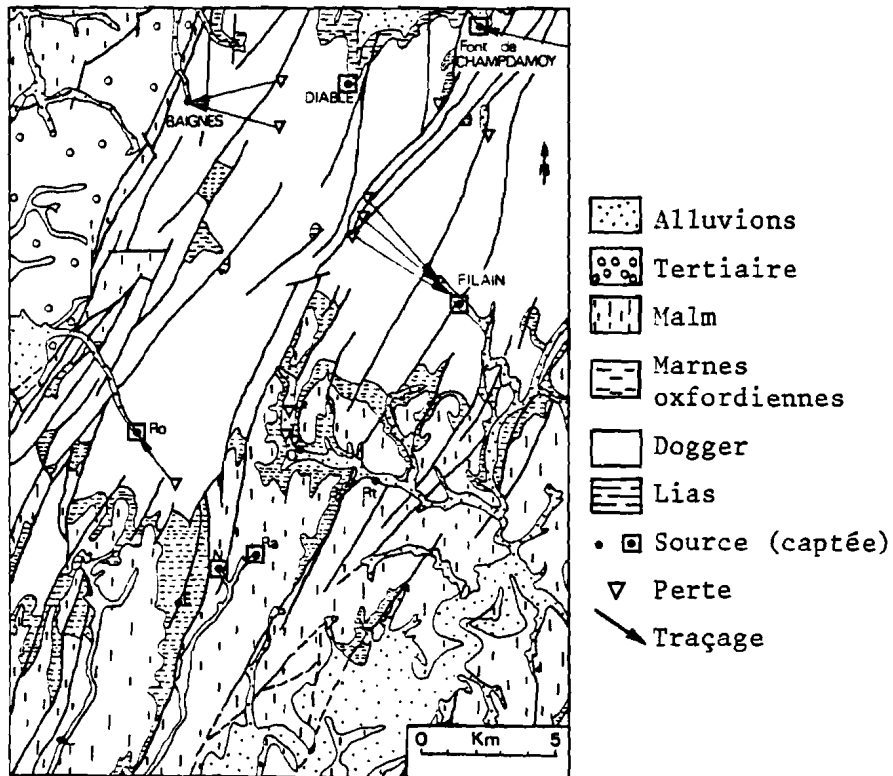 Font de
CHAMPDAMOY
DIABLE
BAIGNES
FILAIN
Ro
Rt
Ra
N
0 Km 5
Alluvions
Tertiaire
Malm
Marnes
oxfordiennes
Dogger
Lias
Source (captée)
Perte
Traçage